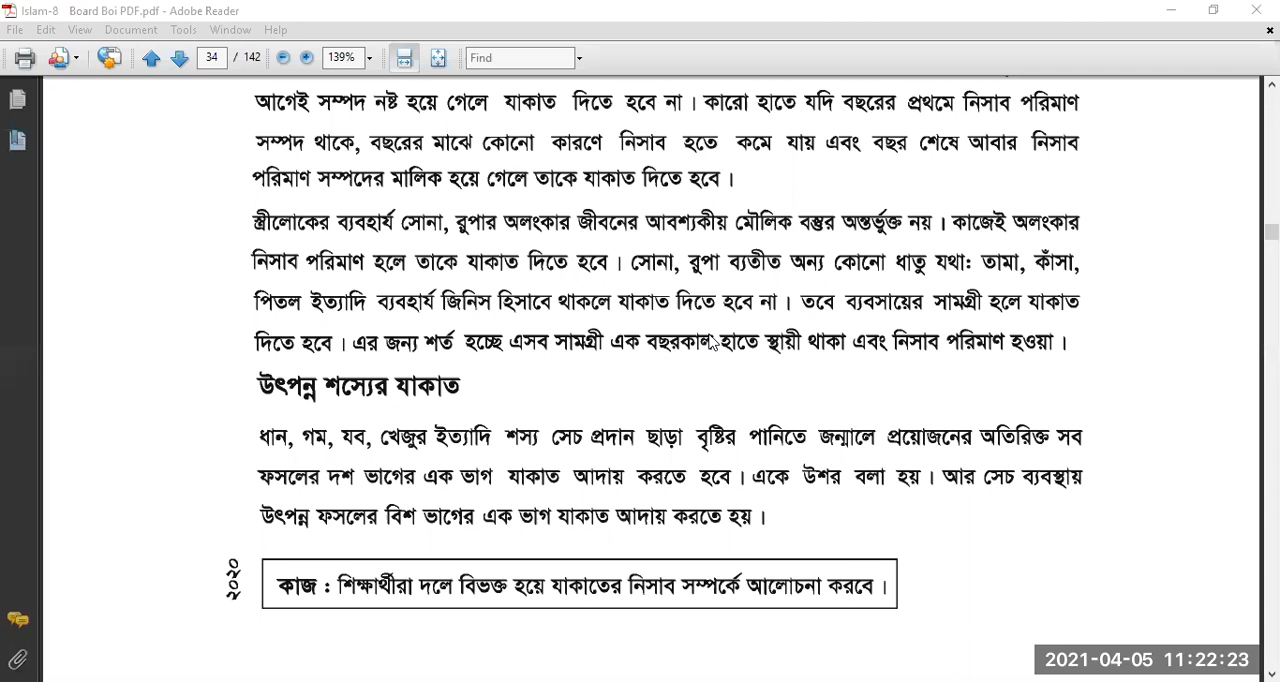 Islam-8 Board Boi PDF.pdf - Adobe Reader
File Edit View Document Tools Window Help
34 / 142 139% Find
আগেই সম্পদ নষ্ট হয়ে গেলে যাকাত দিতে হবে না। কারো হাতে যদি বছরের প্রথমে নিসাব পরিমাণ
সম্পদ থাকে, বছরের মাঝে কোনো কারণে নিসাব হতে কমে যায় এবং বছর শেষে আবার নিসাব
পরিমাণ সম্পদের মালিক হয়ে গেলে তাকে যাকাত দিতে হবে।
স্ত্রীলোকের ব্যবহার্য সোনা, রুপার অলংকার জীবনের আবশ্যকীয় মৌলিক বস্তুর অন্তর্ভুক্ত নয়। কাজেই অলংকার
নিসাব পরিমাণ হলে তাকে যাকাত দিতে হবে। সোনা, রুপা ব্যতীত অন্য কোনো ধাতু যথা: তামা, কাঁসা,
পিতল ইত্যাদি ব্যবহার্য জিনিস হিসাবে থাকলে যাকাত দিতে হবে না। তবে ব্যবসায়ের সামগ্রী হলে যাকাত
দিতে হবে। এর জন্য শর্ত হচ্ছে এসব সামগ্রী এক বছরকাল হাতে স্থায়ী থাকা এবং নিসাব পরিমাণ হওয়া।
উৎপন্ন শস্যের যাকাত
ধান, গম, যব, খেজুর ইত্যাদি শস্য সেচ প্রদান ছাড়া বৃষ্টির পানিতে জন্মালে প্রয়োজনের অতিরিক্ত সব
ফসলের দশ ভাগের এক ভাগ যাকাত আদায় করতে হবে। একে উশর বলা হয়। আর সেচ ব্যবস্থায়
উৎপন্ন ফসলের বিশ ভাগের এক ভাগ যাকাত আদায় করতে হয়।
২০২০
কাজ : শিক্ষার্থীরা দলে বিভক্ত হয়ে যাকাতের নিসাব সম্পর্কে আলোচনা করবে।
2021-04-05 11:22:23